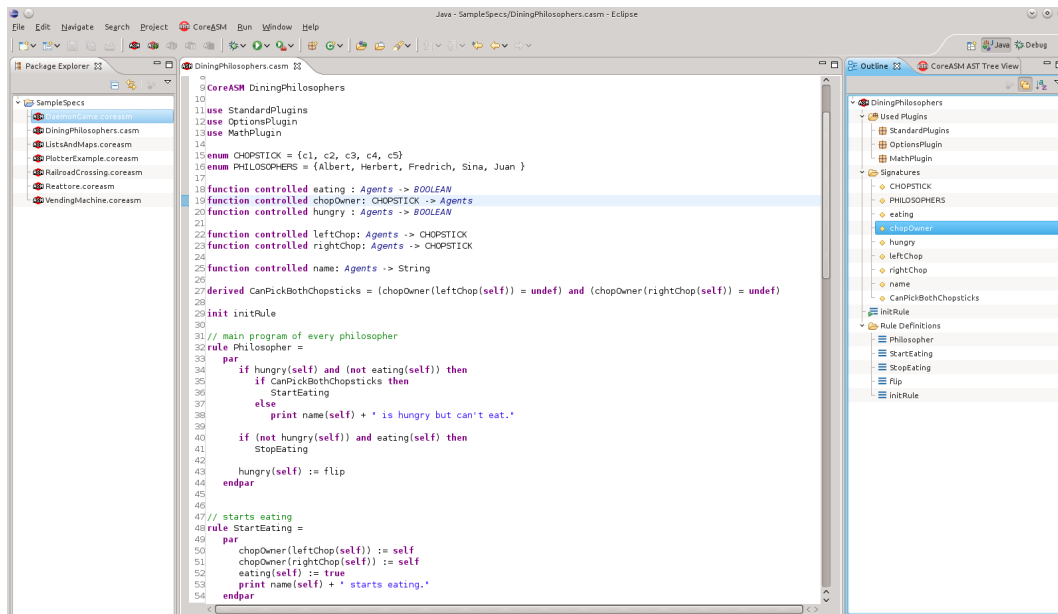 Java - SampleSpecs/DiningPhilosophers.casm - Eclipse
File Edit Navigate Search Project CoreASM Run Window Help
Java Debug
Package Explorer
SampleSpecs
DaemonGame.coreasm
DiningPhilosophers.casm
ListsAndMaps.coreasm
PlotterExample.coreasm
RailroadCrossing.coreasm
Reattore.coreasm
VendingMachine.coreasm
DiningPhilosophers.casm
8
9 CoreASM DiningPhilosophers
10
11 use StandardPlugins
12 use OptionsPlugin
13 use MathPlugin
14
15 enum CHOPSTICK = {c1, c2, c3, c4, c5}
16 enum PHILOSOPHERS = {Albert, Herbert, Fredrich, Sina, Juan }
17
18 function controlled eating : Agents -> BOOLEAN
19 function controlled chopOwner: CHOPSTICK -> Agents
20 function controlled hungry : Agents -> BOOLEAN
21
22 function controlled leftChop: Agents -> CHOPSTICK
23 function controlled rightChop: Agents -> CHOPSTICK
24
25 function controlled name: Agents -> String
26
27 derived CanPickBothChopsticks = (chopOwner(leftChop(self)) = undef) and (chopOwner(rightChop(self)) = undef)
28
29 init initRule
30
31 // main program of every philosopher
32 rule Philosopher =
33 par
34 if hungry(self) and (not eating(self)) then
35 if CanPickBothChopsticks then
36 StartEating
37 else
38 print name(self) + " is hungry but can't eat."
39
40 if (not hungry(self)) and eating(self) then
41 StopEating
42
43 hungry(self) := flip
44 endpar
45
46
47 // starts eating
48 rule StartEating =
49 par
50 chopOwner(leftChop(self)) := self
51 chopOwner(rightChop(self)) := self
52 eating(self) := true
53 print name(self) + " starts eating."
54 endpar
Outline CoreASM AST Tree View
DiningPhilosophers
Used Plugins
StandardPlugins
OptionsPlugin
MathPlugin
Signatures
CHOPSTICK
PHILOSOPHERS
eating
chopOwner
hungry
leftChop
rightChop
name
CanPickBothChopsticks
initRule
Rule Definitions
Philosopher
StartEating
StopEating
flip
initRule